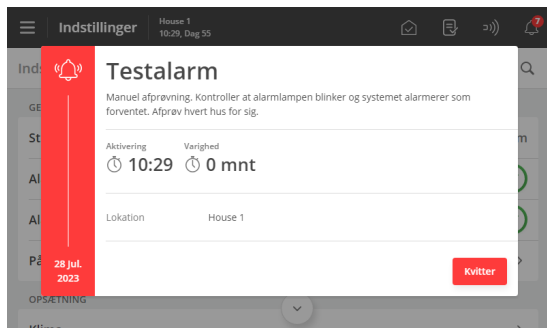 Indstillinger
House 1
10:29, Dag 55
7
Testalarm
Manuel afprøvning. Kontroller at alarmlampen blinker og systemet alarmerer som
forventet. Afprøv hvert hus for sig.
Aktivering Varighed
10:29 0 mnt
Lokation House 1
28 Jul.
2023
Kvitter
Ind
GE
St
m
Al
Al
På
OPSÆTNING
Klima